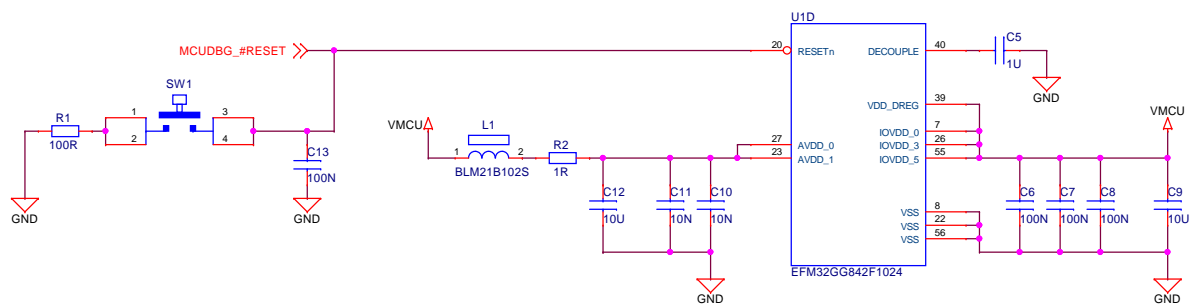 U1D
MCUDBG_#RESET
20
RESETn
DECOUPLE
40
C5
1U
GND
SW1
R1
100R
1
2
3
4
C13
100N
GND
GND
VMCU
L1
1
2
BLM21B102S
R2
1R
27
AVDD_0
23
AVDD_1
C12
10U
C11
10N
C10
10N
GND
VDD_DREG
39
IOVDD_0
7
IOVDD_3
26
IOVDD_5
55
VMCU
VSS
8
VSS
22
VSS
56
C6
100N
C7
100N
C8
100N
C9
10U
GND
EFM32GG842F1024